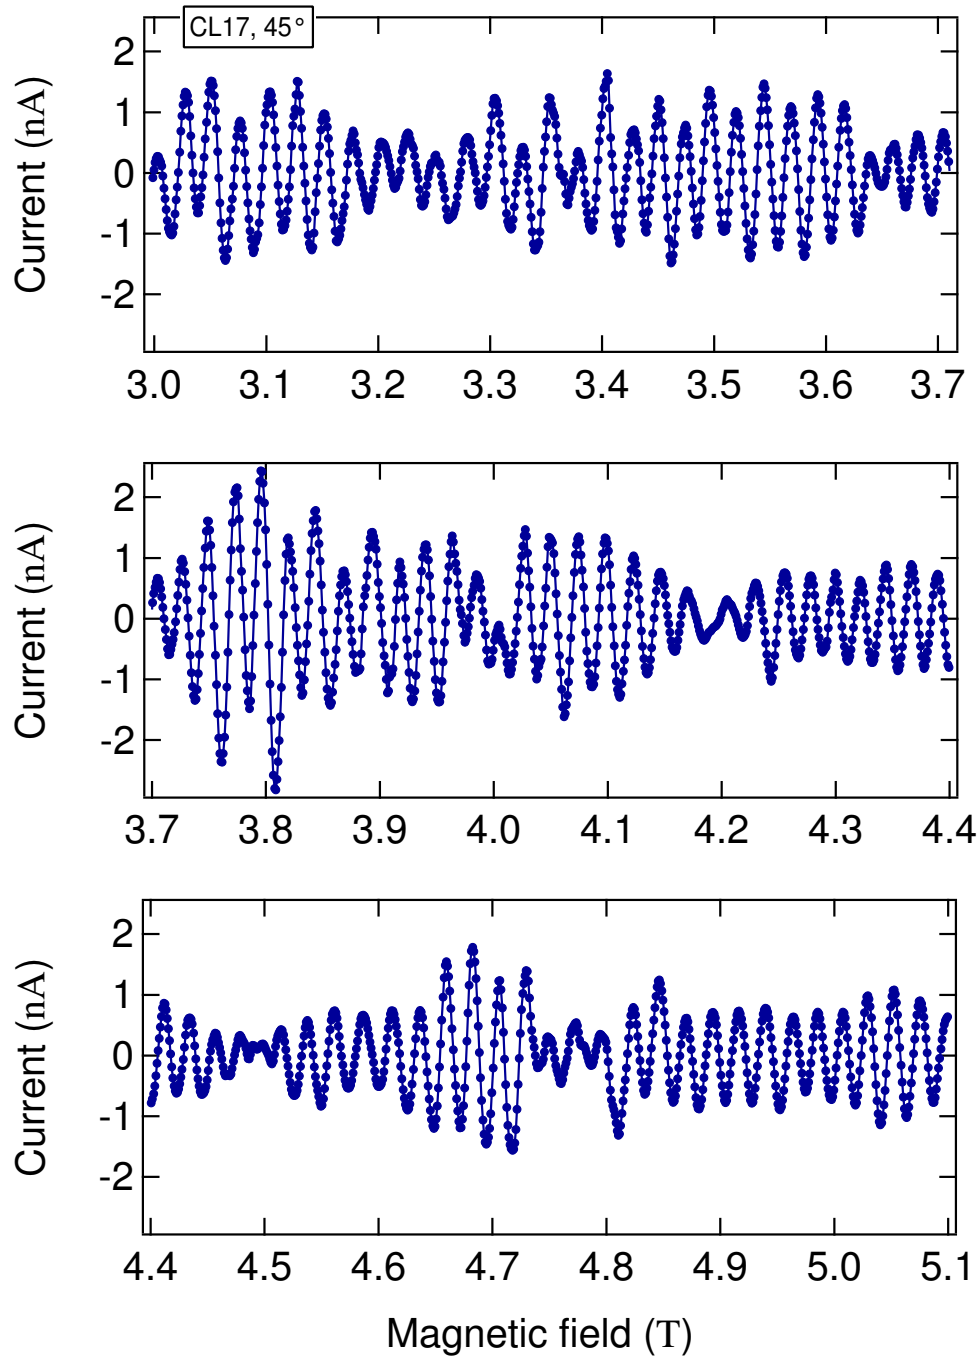 CL17, 45°
Current (nA)
2
1
0
-1
-2
3.0 3.1 3.2 3.3 3.4 3.5 3.6 3.7
Current (nA)
2
1
0
-1
-2
3.7 3.8 3.9 4.0 4.1 4.2 4.3 4.4
Current (nA)
2
1
0
-1
-2
4.4 4.5 4.6 4.7 4.8 4.9 5.0 5.1
Magnetic field (T)